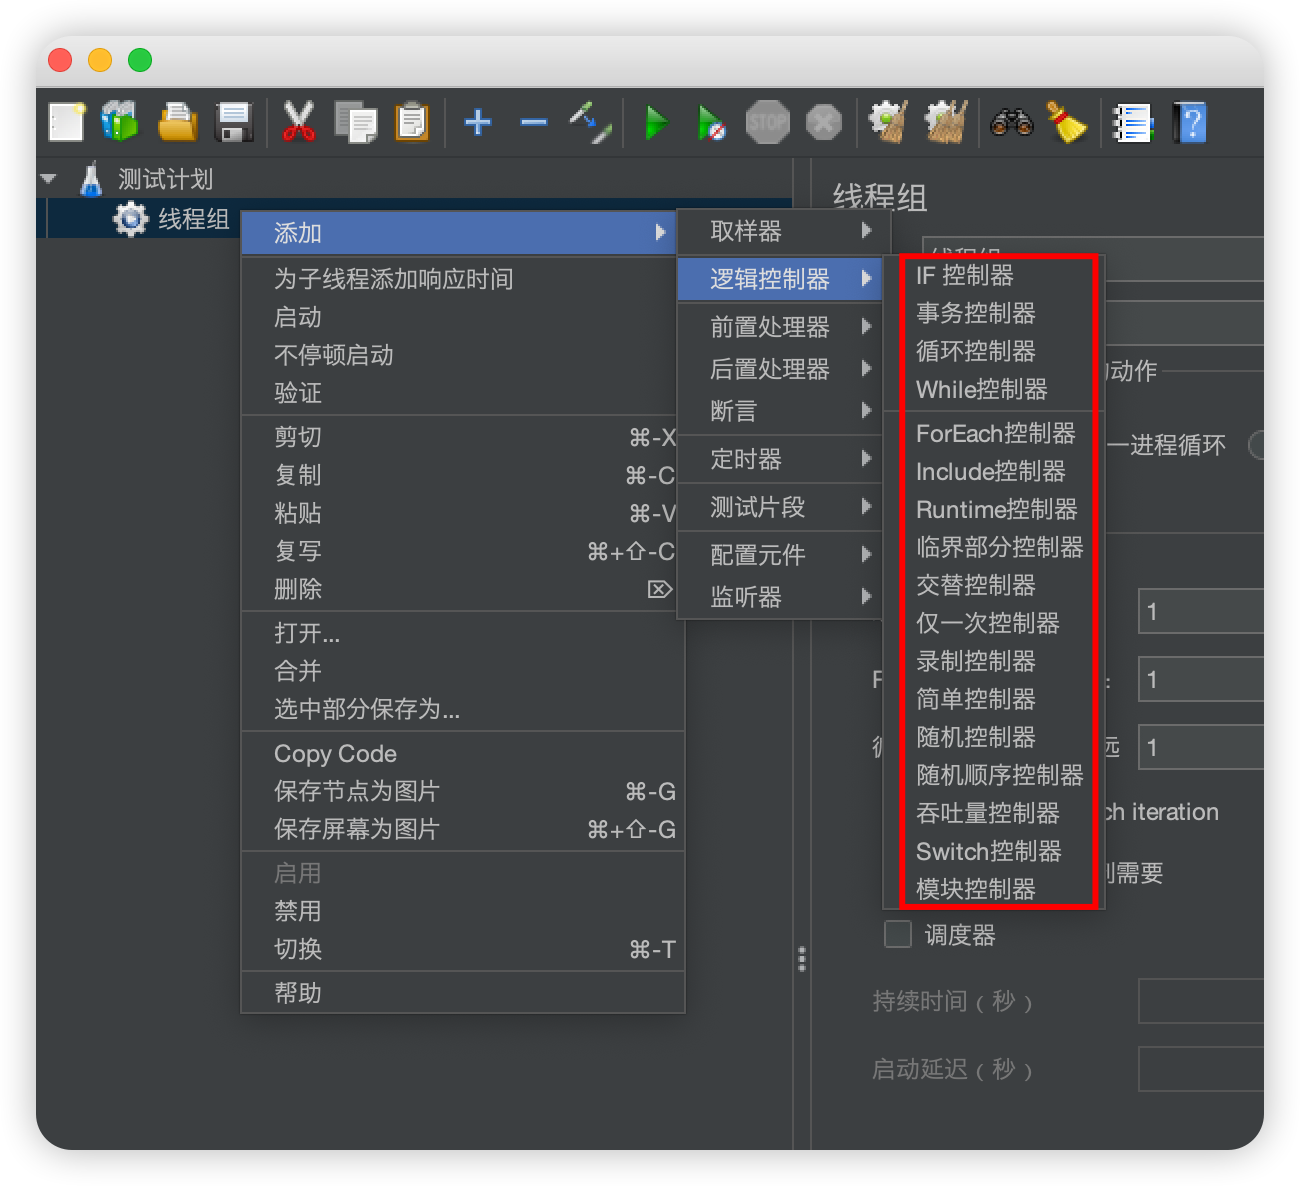 STOP
测试计划
线程组
线程组
添加
为子线程添加响应时间
启动
不停顿启动
验证
剪切 ⌘-X
复制 ⌘-C
粘贴 ⌘-V
复写 ⌘+⇧-C
删除 ⌦
打开...
合并
选中部分保存为...
Copy Code
保存节点为图片 ⌘-G
保存屏幕为图片 ⌘+⇧-G
启用
禁用
切换 ⌘-T
帮助
取样器
逻辑控制器
前置处理器
后置处理器
断言
定时器
测试片段
配置元件
监听器
IF 控制器
事务控制器
循环控制器
While控制器
ForEach控制器
Include控制器
Runtime控制器
临界部分控制器
交替控制器
仅一次控制器
录制控制器
简单控制器
随机控制器
随机顺序控制器
吞吐量控制器
Switch控制器
模块控制器
动作
一进程循环
1
1
远 1
ch iteration
需要
调度器
持续时间（秒）
启动延迟（秒）